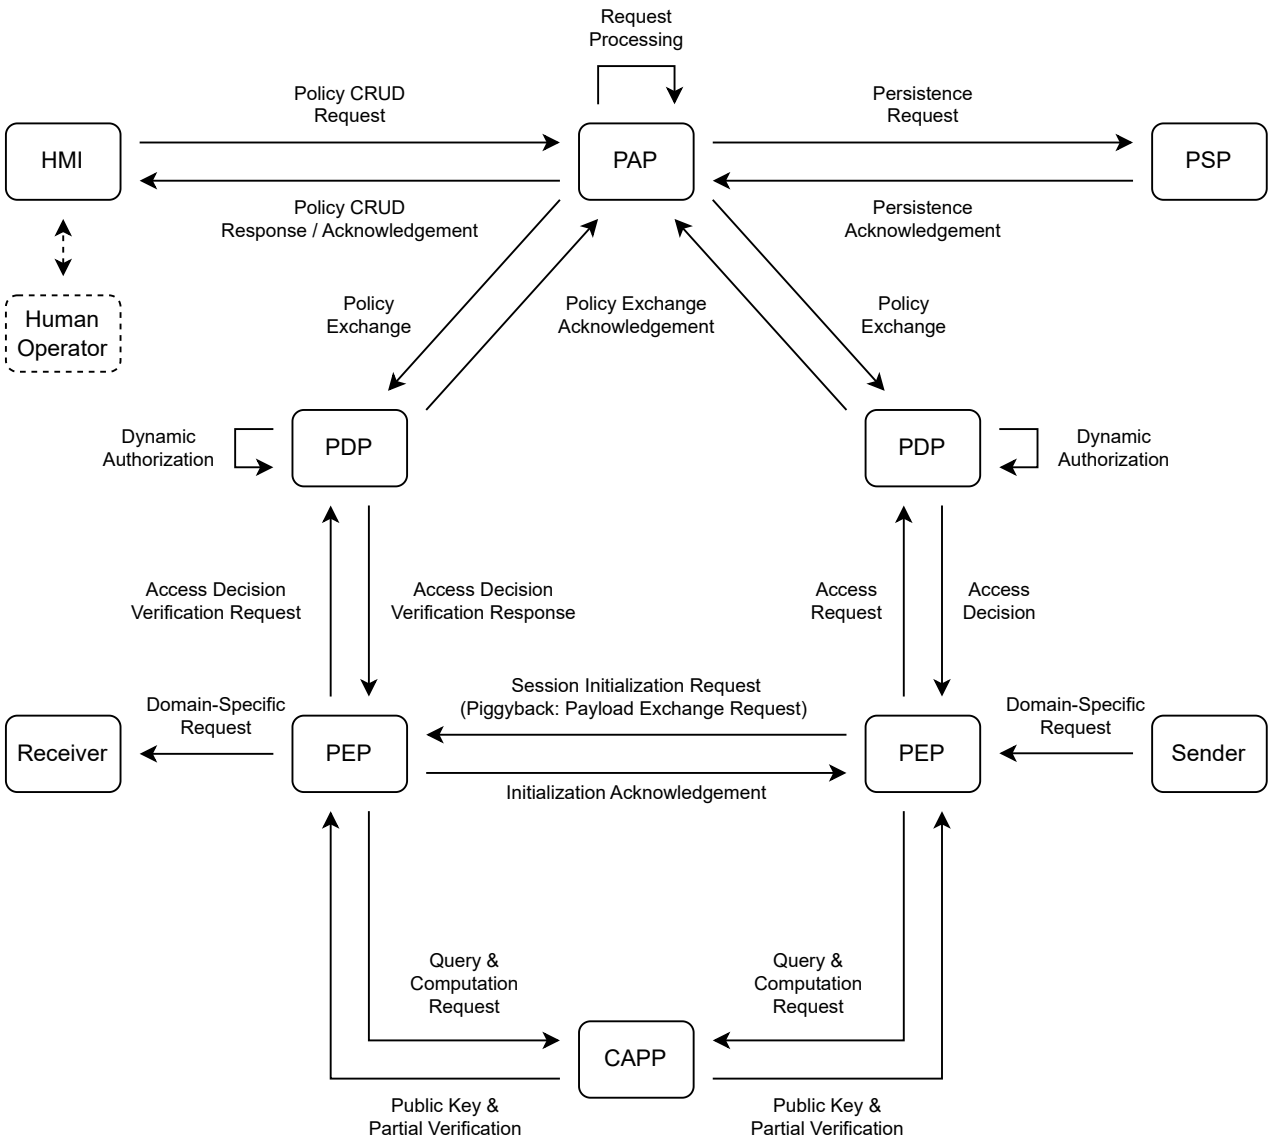 Request
Processing
Policy CRUD
Request
Persistence
Request
HMI
PAP
PSP
Policy CRUD
Response / Acknowledgement
Persistence
Acknowledgement
Human
Operator
Policy
Exchange
Policy Exchange
Acknowledgement
Policy
Exchange
Dynamic
Authorization
PDP
PDP
Dynamic
Authorization
Access Decision
Verification Request
Access Decision
Verification Response
Access
Request
Access
Decision
Domain-Specific
Request
Session Initialization Request
(Piggyback: Payload Exchange Request)
Domain-Specific
Request
Receiver
PEP
PEP
Sender
Initialization Acknowledgement
Query &
Computation
Request
Query &
Computation
Request
CAPP
Public Key &
Partial Verification
Public Key &
Partial Verification